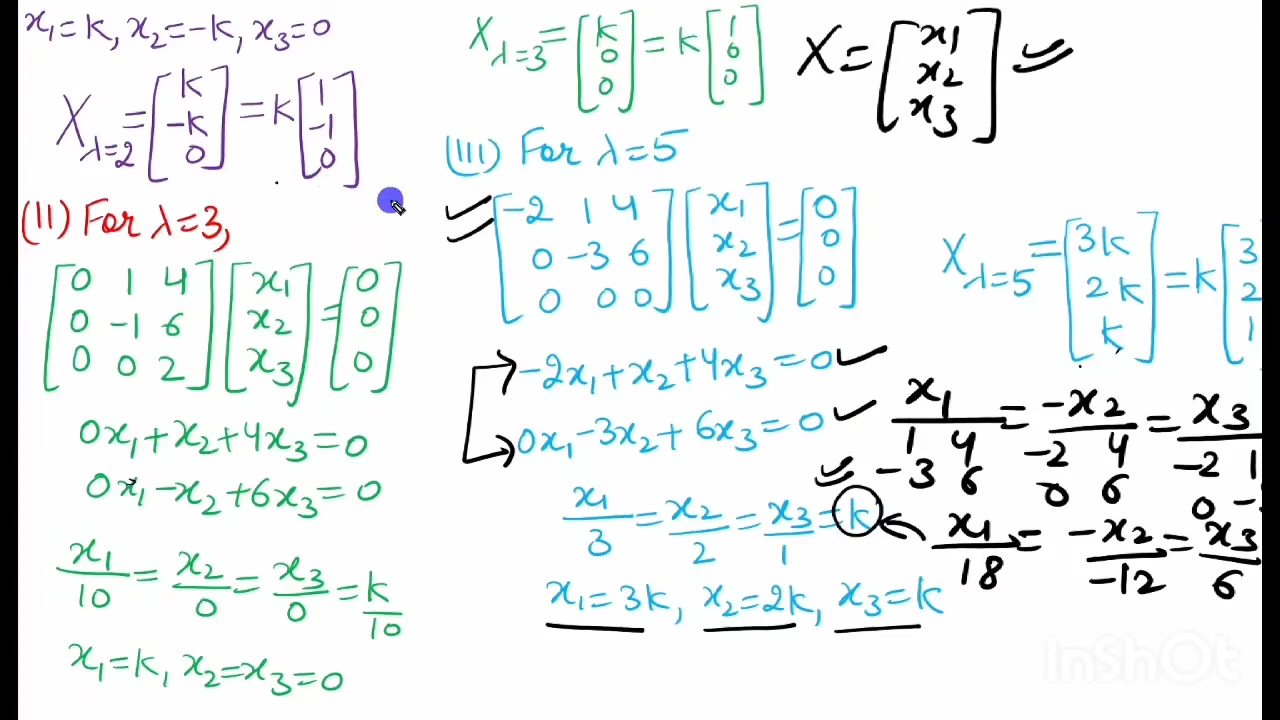 x₁=k, x₂=-k, x₃=0
X_{λ=2} = [k; -k; 0] = k[1; -1; 0]
(II) For λ=3,
[0 1 4; 0 -1 6; 0 0 2] [x₁; x₂; x₃] = [0; 0; 0]
0x₁+x₂+4x₃=0
0x₁-x₂+6x₃=0
x₁/10 = x₂/0 = x₃/0 = k/10
x₁=k, x₂=x₃=0
X_{λ=3} = [k; 0; 0] = k[1; 0; 0]
(III) For λ=5
[-2 1 4; 0 -3 6; 0 0 0] [x₁; x₂; x₃] = [0; 0; 0]
-2x₁+x₂+4x₃=0
0x₁-3x₂+6x₃=0
x₁/3 = x₂/2 = x₃/1 = k
x₁=3k, x₂=2k, x₃=k
X = [x₁; x₂; x₃]
X_{λ=5} = [3k; 2k; k] = k[3; 2; 1
x₁/(1 4; -3 6) = -x₂/(-2 4; 0 6) = x₃/(-2 1; 0 -
x₁/18 = -x₂/-12 = x₃/6
InShOt